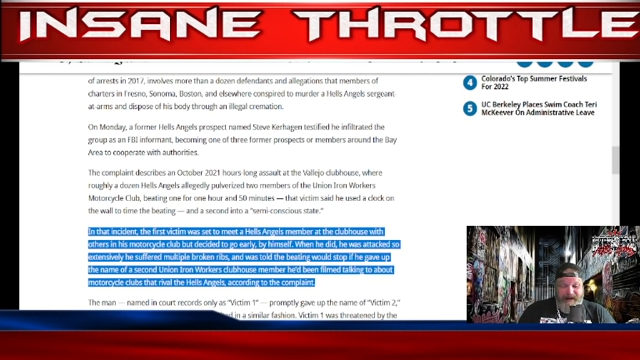 INSANE THROTTLE
of arrests in 2017, involves more than a dozen defendants and allegations that members of
charters in Fresno, Sonoma, Boston, and elsewhere conspired to murder a Hells Angels sergeant
at arms and dispose of his body through an illegal cremation.
On Monday, a former Hells Angels prospect named Steve Kerhagen testified he infiltrated the
group as an FBI informant, becoming one of three former prospects or members around the Bay
Area to cooperate with authorities.
The complaint describes an October 2021 hours-long assault at the Vallejo clubhouse, where
roughly a dozen Hells Angels allegedly pulverized two members of the Union Iron Workers
Motorcycle Club, beating one for one hour and 50 minutes — that victim said he used a clock on
the wall to time the beating — and a second into a “semi-conscious state.”
In that incident, the first victim was set to meet a Hells Angels member at the clubhouse with
others in his motorcycle club but decided to go early, by himself. When he did, he was attacked so
extensively he suffered multiple broken ribs, and was told the beating would stop if he gave up
the name of a second Union Iron Workers clubhouse member he’d been filmed talking to about
motorcycle clubs that rival the Hells Angels, according to the complaint.
The man — named in court records only as “Victim 1” — promptly gave up the name of “Victim 2,”
ed in a similar fashion. Victim 1 was threatened by the
4 Colorado’s Top Summer Festivals
For 2022
5 UC Berkeley Places Swim Coach Teri
McKeever On Administrative Leave